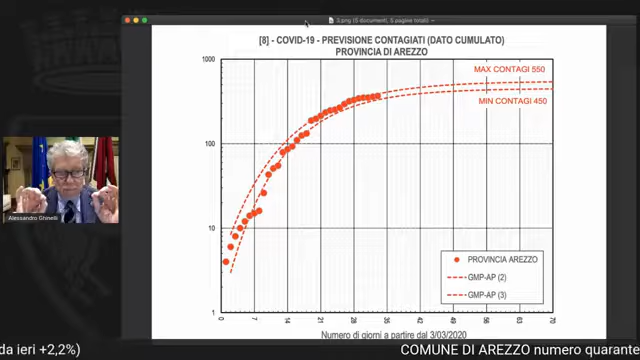 3.png (5 documenti, 5 pagine totali)
[8] - COVID-19 - PREVISIONE CONTAGIATI (DATO CUMULATO)
PROVINCIA DI AREZZO
1000
MAX CONTAGI 550
MIN CONTAGI 450
100
10
PROVINCIA AREZZO
GMP-AP (2)
GMP-AP (3)
1
0 7 14 21 28 35 42 49 56 63 70
Numero di giorni a partire dal 3/03/2020
Alessandro Ghinelli
da ieri +2,2%)
COMUNE DI AREZZO numero quarante